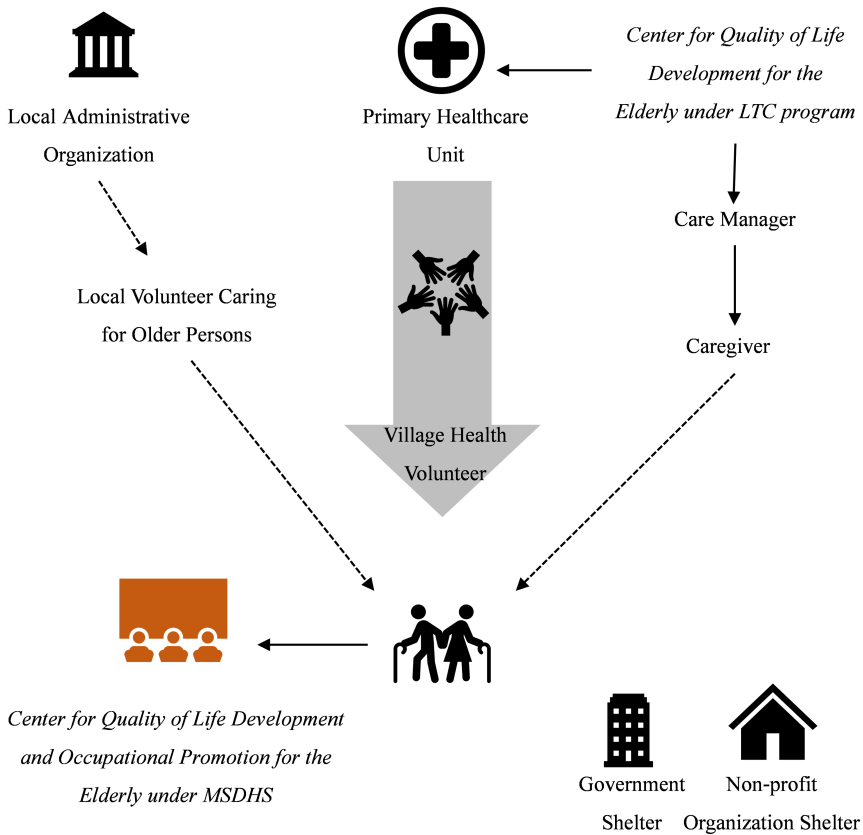 Local Administrative
Organization
Primary Healthcare
Unit
Center for Quality of Life
Development for the
Elderly under LTC program
Care Manager
Local Volunteer Caring
for Older Persons
Caregiver
Village Health
Volunteer
Center for Quality of Life Development
and Occupational Promotion for the
Elderly under MSDHS
Government
Shelter
Non-profit
Organization Shelter